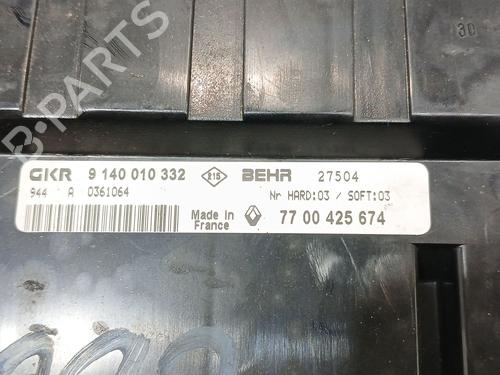 30
B-PARTS
GKR 9 140 010 332 215 BEHR 27504
944 A 0361064 Nr HARD:03 / SOFT:03
Made in France 77 00 425 674